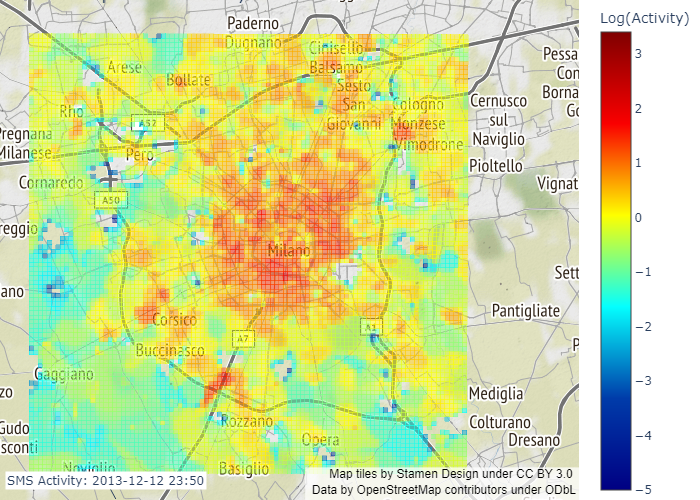 Log(Activity)
Paderno
Dugnano
Cinisello
Balsamo
Arese
Bollate
Sesto
San
Giovanni
Cologno
Monzese
Vimodrone
Cernusco
sul
Naviglio
Pessa
Con
Borna
Go
Rho
A52
Pregnana
Milanese
Pero
Pioltello
Cornaredo
Vignat
A50
reggio
Milano
Sett
ano
Pantigliate
Corsico
A7
A1
P
Buccinasco
Gaggiano
Mediglia
zo
Rozzano
Colturano
Gudo
sconti
Opera
Dresano
Noviglio
Basiglio
SMS Activity: 2013-12-12 23:50
Map tiles by Stamen Design under CC BY 3.0
Data by OpenStreetMap contributors under ODbL
3
2
1
0
−1
−2
−3
−4
−5